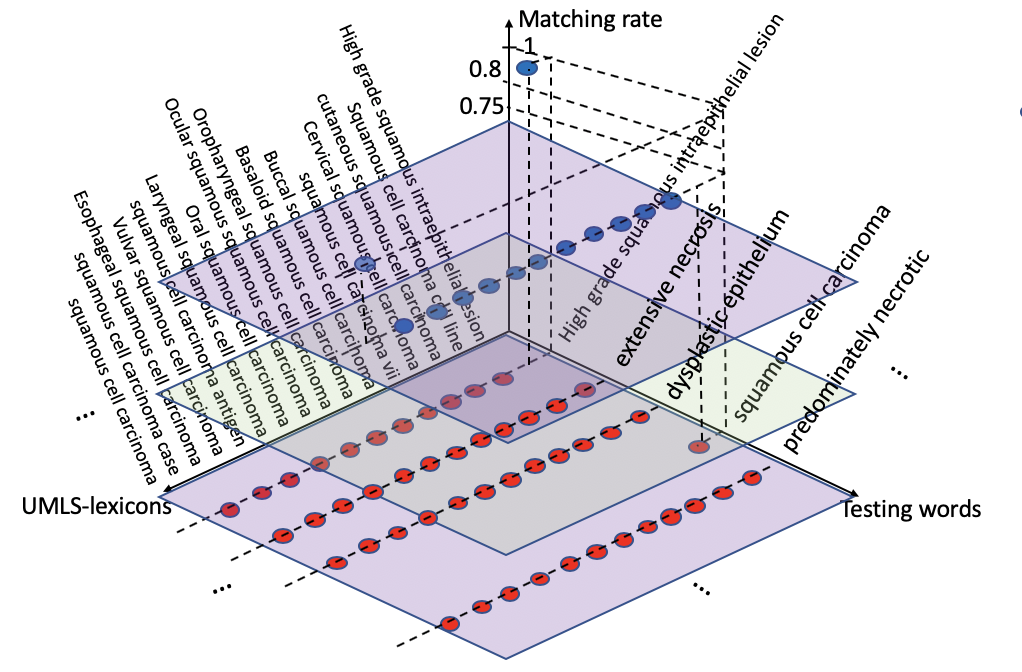 Matching rate
1
0.8
0.75
High grade squamous intraepithelial lesion
Squamous cell carcinoma cell line
cutaneous squamous cell carcinoma
Cervical squamous cell carcinoma
squamous cell carcinoma vii
Buccal squamous cell carcinoma
Basaloid squamous cell carcinoma
Oropharyngeal squamous cell carcinoma
Ocular squamous cell carcinoma
Oral squamous cell carcinoma
Laryngeal squamous cell carcinoma
squamous cell carcinoma antigen
Vulvar squamous cell carcinoma
Esophageal squamous cell carcinoma
squamous cell carcinoma case
squamous cell carcinoma
...
High grade squamous intraepithelial lesion
extensive necrosis
dysplastic epithelium
squamous cell carcinoma
predominately necrotic
...
UMLS-lexicons
Testing words
...
...